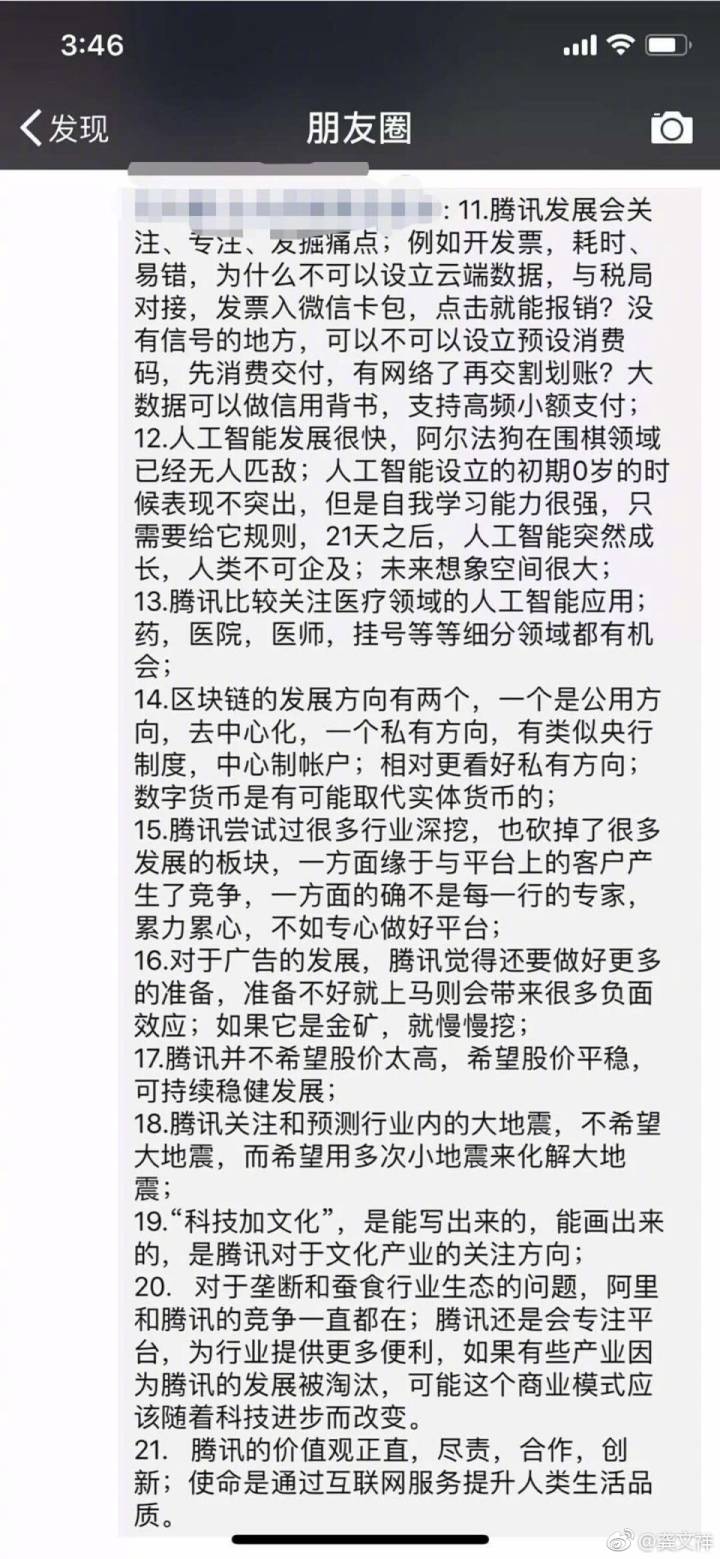 3:46
发现
朋友圈
: 11.腾讯发展会关
注、专注、发掘痛点；例如开发票，耗时、
易错，为什么不可以设立云端数据，与税局
对接，发票入微信卡包，点击就能报销？没
有信号的地方，可以不可以设立预设消费
码，先消费交付，有网络了再交割划账？大
数据可以做信用背书，支持高频小额支付；
12.人工智能发展很快，阿尔法狗在围棋领域
已经无人匹敌；人工智能设立的初期0岁的时
候表现不突出，但是自我学习能力很强，只
需要给它规则，21天之后，人工智能突然成
长，人类不可企及；未来想象空间很大；
13.腾讯比较关注医疗领域的人工智能应用；
药，医院，医师，挂号等等细分领域都有机
会；
14.区块链的发展方向有两个，一个是公用方
向，去中心化，一个私有方向，有类似央行
制度，中心制帐户；相对更看好私有方向；
数字货币是有可能取代实体货币的；
15.腾讯尝试过很多行业深挖，也砍掉了很多
发展的板块，一方面缘于与平台上的客户产
生了竞争，一方面的确不是每一行的专家，
累力累心，不如专心做好平台；
16.对于广告的发展，腾讯觉得还要做好更多
的准备，准备不好就上马则会带来很多负面
效应；如果它是金矿，就慢慢挖；
17.腾讯并不希望股价太高，希望股价平稳，
可持续稳健发展；
18.腾讯关注和预测行业内的大地震，不希望
大地震，而希望用多次小地震来化解大地
震；
19.“科技加文化”，是能写出来的，能画出来
的，是腾讯对于文化产业的关注方向；
20. 对于垄断和蚕食行业生态的问题，阿里
和腾讯的竞争一直都在；腾讯还是会专注平
台，为行业提供更多便利，如果有些产业因
为腾讯的发展被淘汰，可能这个商业模式应
该随着科技进步而改变。
21. 腾讯的价值观正直，尽责，合作，创
新；使命是通过互联网服务提升人类生活品
质。
@龚文祥